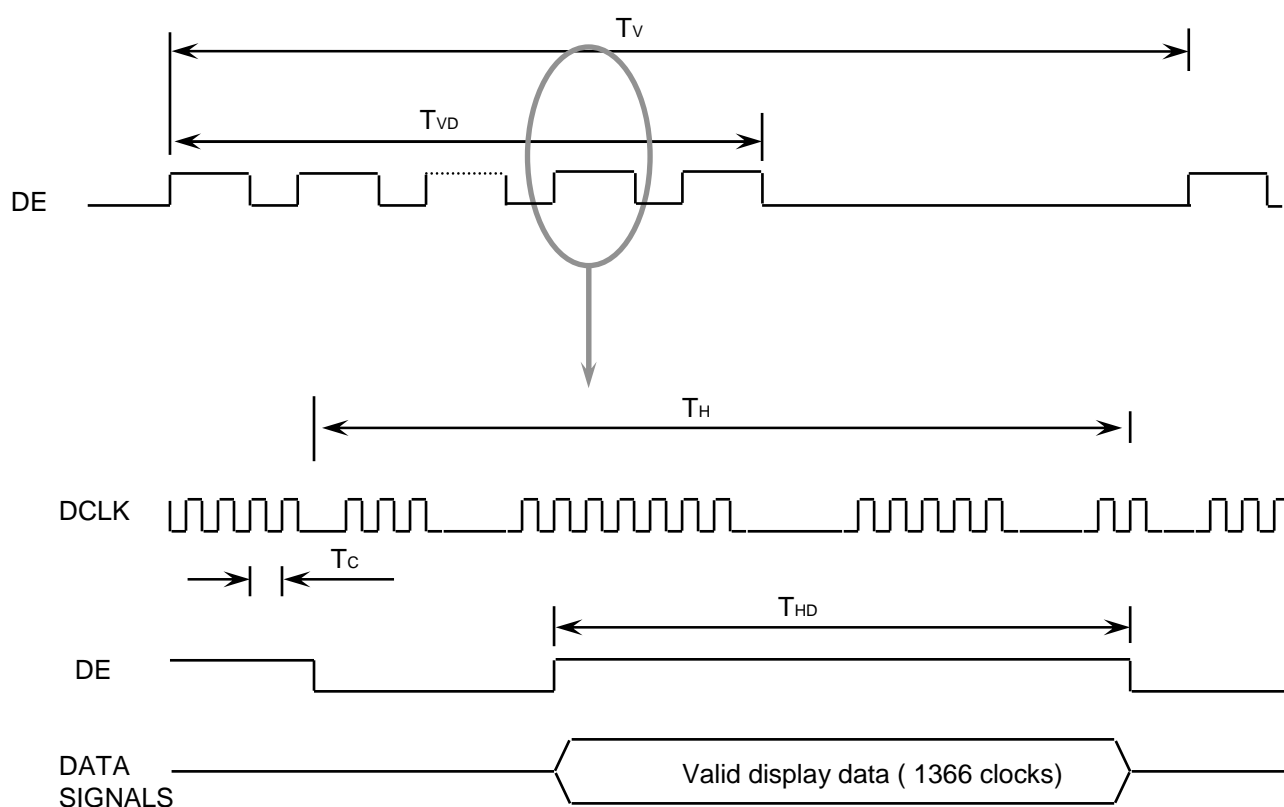 TV
TVD
DE
TH
DCLK
TC
THD
DE
Valid display data ( 1366 clocks)
DATA
SIGNALS